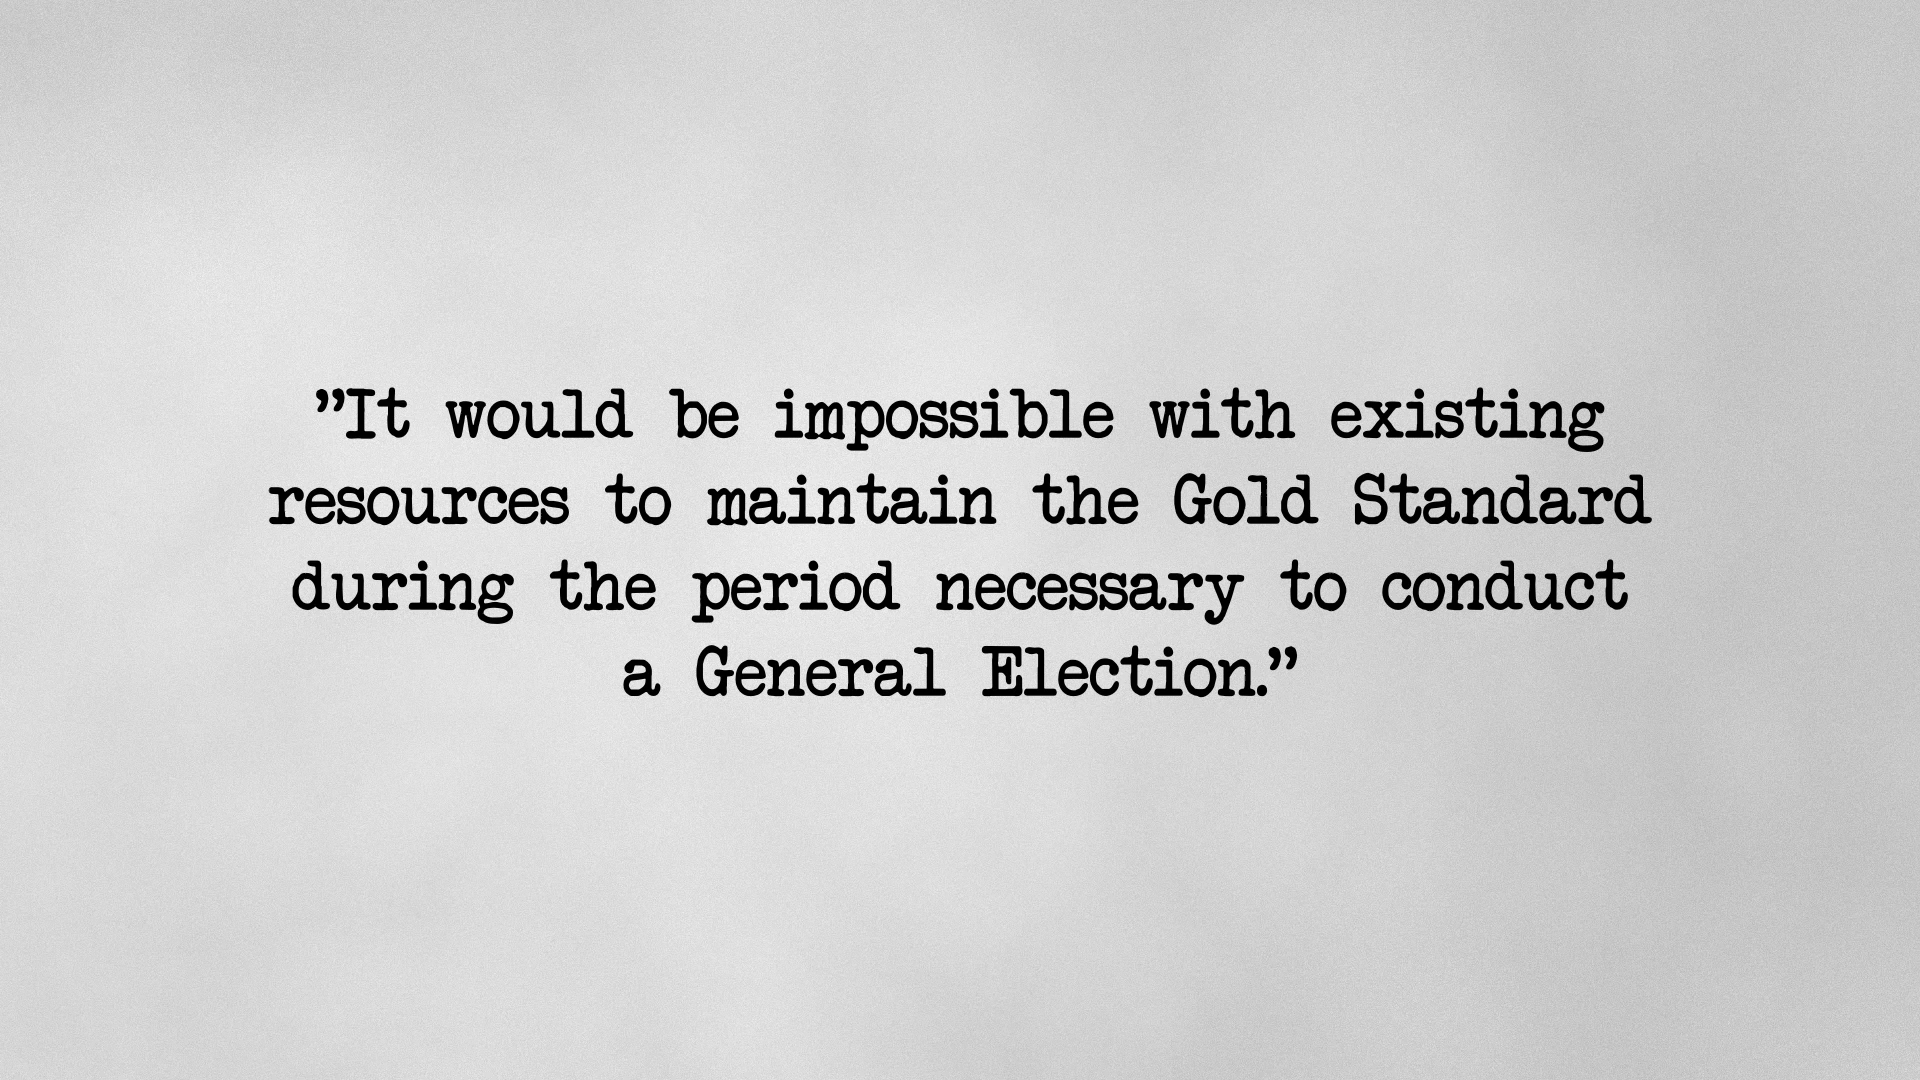 ”It would be impossible with existing
resources to maintain the Gold Standard
during the period necessary to conduct
a General Election.”